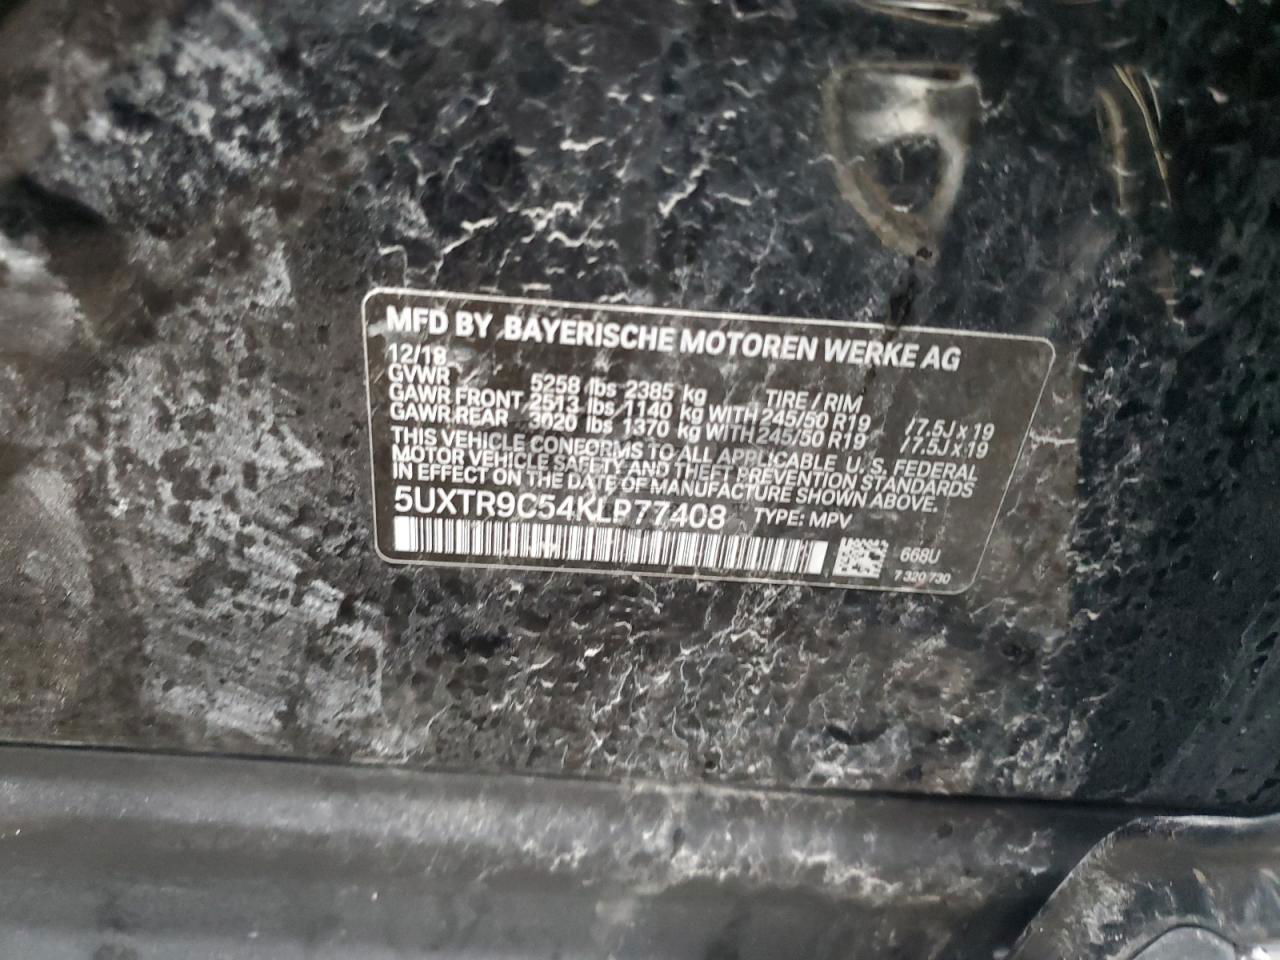 MFD BY BAYERISCHE MOTOREN WERKE AG
12/18
GVWR 5258 lbs 2385 kg TIRE / RIM
GAWR FRONT 2513 lbs 1140 kg WITH 245/50 R19 /7.5J x 19
GAWR REAR 3020 lbs 1370 kg WITH 245/50 R19 /7.5J x 19
THIS VEHICLE CONFORMS TO ALL APPLICABLE U. S. FEDERAL
MOTOR VEHICLE SAFETY AND THEFT PREVENTION STANDARDS
IN EFFECT ON THE DATE OF MANUFACTURE SHOWN ABOVE.
5UXTR9C54KLP77408 TYPE: MPV
668U
7 320 730